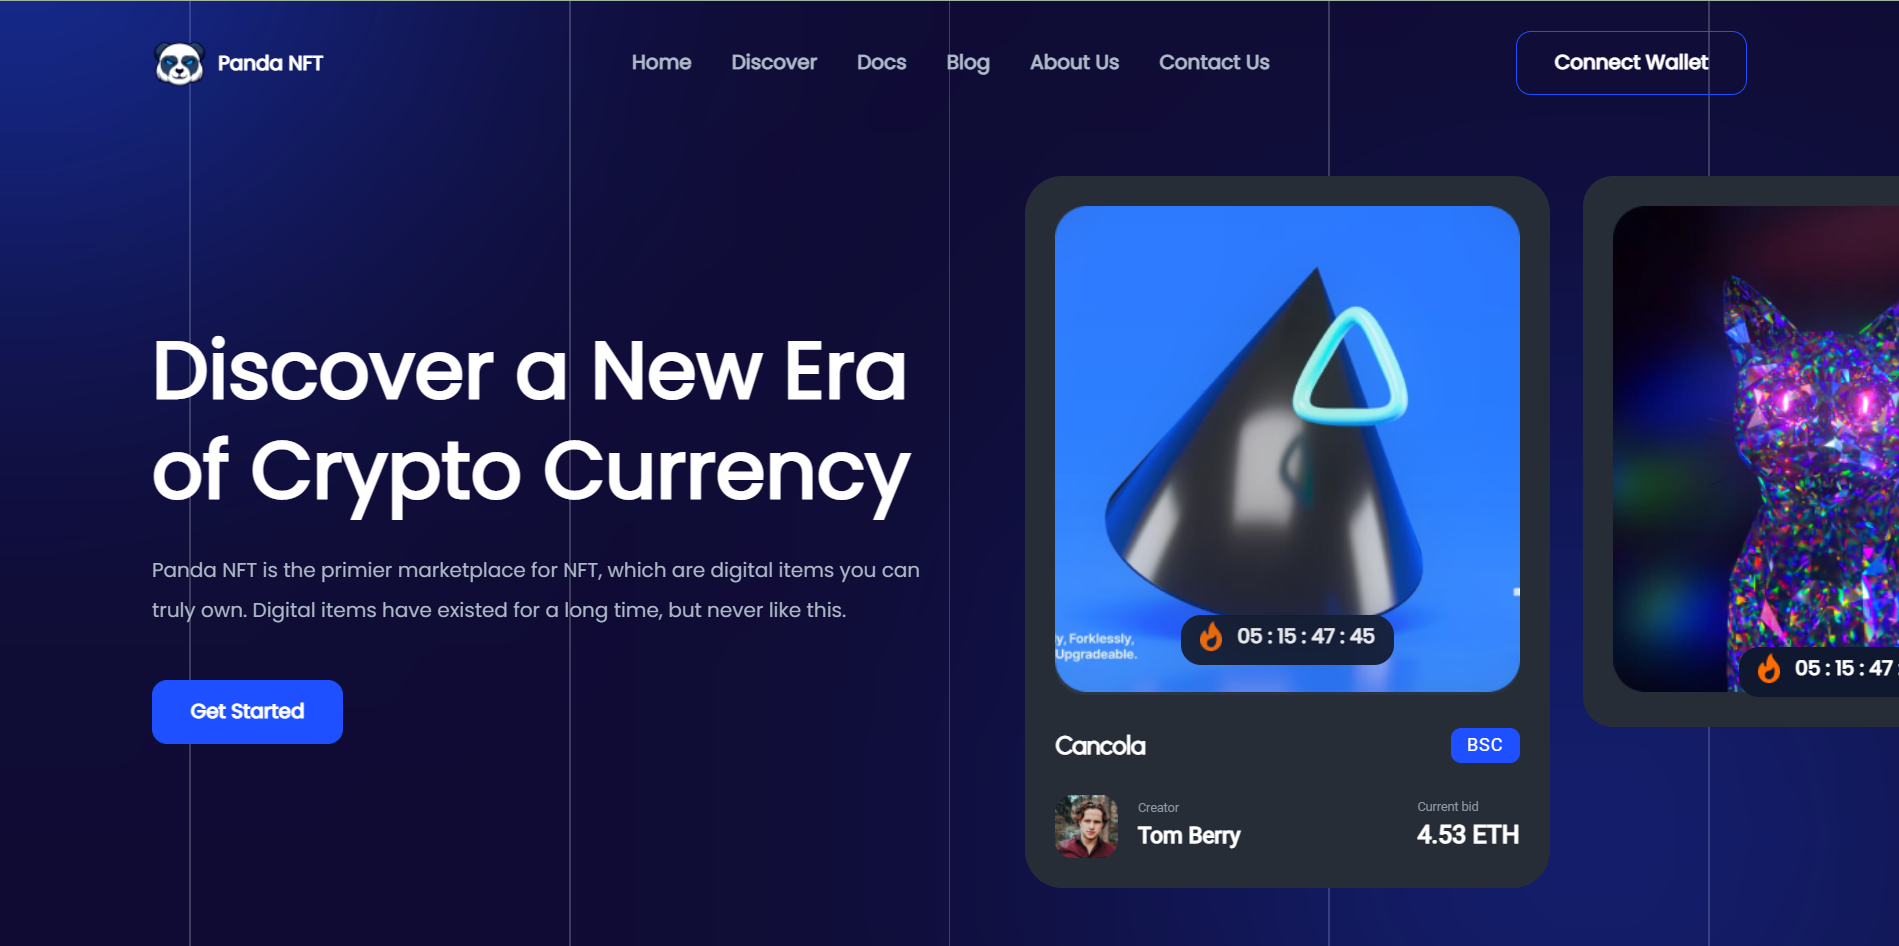 Panda NFT
Home
Discover
Docs
Blog
About Us
Contact Us
Connect Wallet
Discover a New Era
of Crypto Currency
Panda NFT is the primier marketplace for NFT, which are digital items you can
truly own. Digital items have existed for a long time, but never like this.
Get Started
y, Forklessly,
Upgradeable.
05 : 15 : 47 : 45
Cancola
BSC
Creator
Tom Berry
Current bid
4.53 ETH
05 : 15 : 47 :